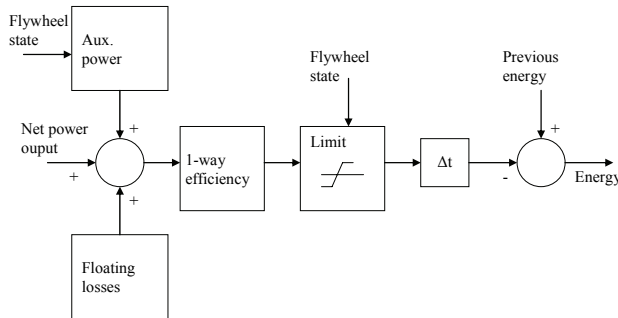 Flywheel
state
Aux.
power
Flywheel
state
Previous
energy
Net power
ouput
+
+
+
1-way
efficiency
Limit
Δt
+
-
Energy
Floating
losses